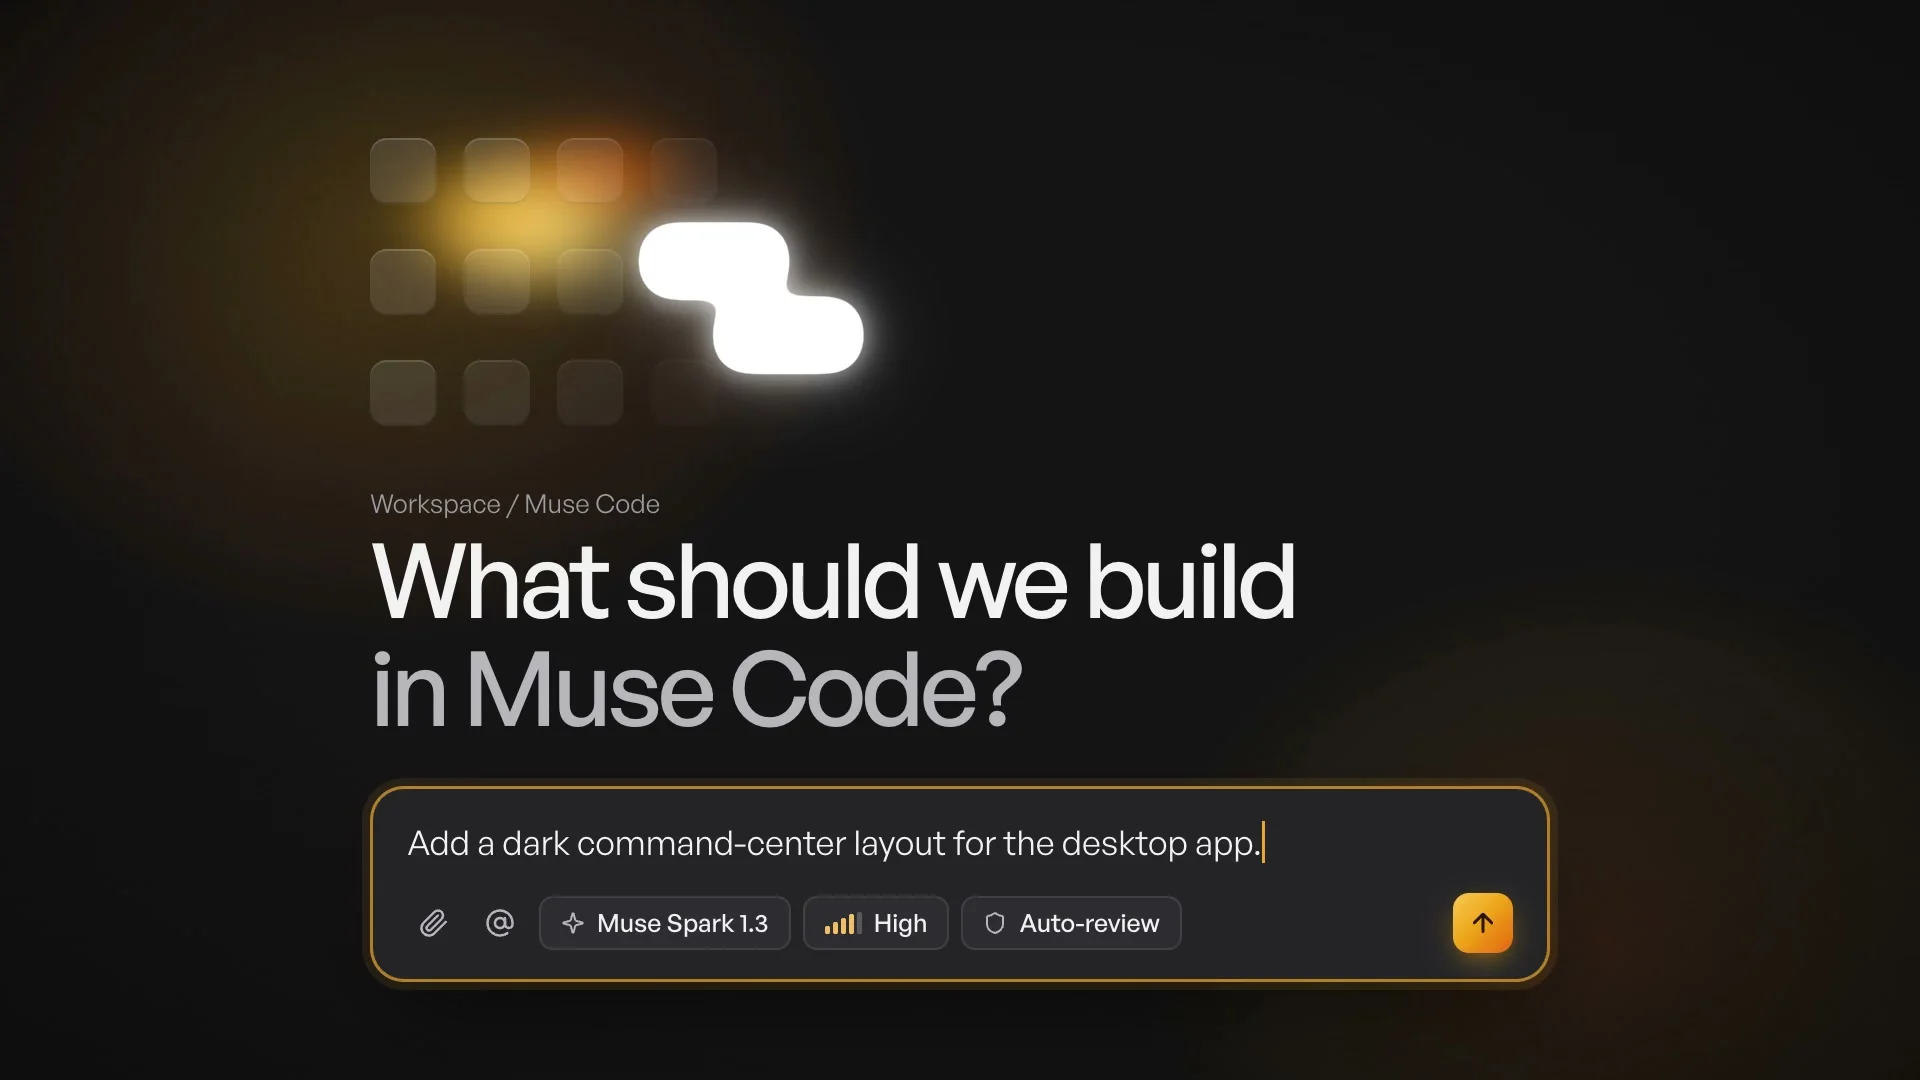 Workspace / Muse Code
What should we build
in Muse Code?
Add a dark command-center layout for the desktop app.
@ Muse Spark 1.3 High Auto-review